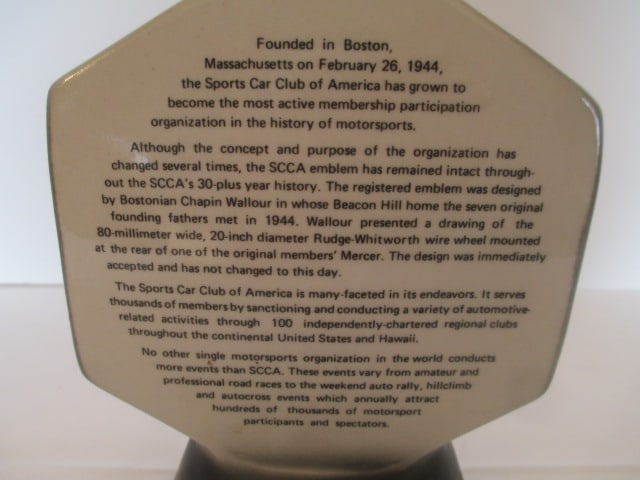 Founded in Boston,
Massachusetts on February 26, 1944,
the Sports Car Club of America has grown to
become the most active membership participation
organization in the history of motorsports.
Although the concept and purpose of the organization has
changed several times, the SCCA emblem has remained intact through-
out the SCCA's 30-plus year history. The registered emblem was designed
by Bostonian Chapin Wallour in whose Beacon Hill home the seven original
founding fathers met in 1944. Wallour presented a drawing of the
80-millimeter wide, 20-inch diameter Rudge-Whitworth wire wheel mounted
at the rear of one of the original members' Mercer. The design was immediately
accepted and has not changed to this day.
The Sports Car Club of America is many-faceted in its endeavors. It serves
thousands of members by sanctioning and conducting a variety of automotive-
related activities through 100 independently-chartered regional clubs
throughout the continental United States and Hawaii.
No other single motorsports organization in the world conducts
more events than SCCA. These events vary from amateur and
professional road races to the weekend auto rally, hillclimb
and autocross events which annually attract
hundreds of thousands of motorsport
participants and spectators.